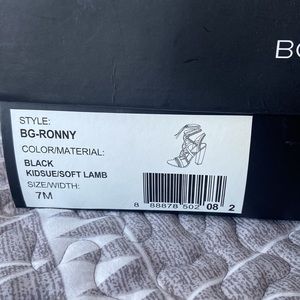 BC
STYLE:
BG-RONNY
COLOR/MATERIAL:
BLACK
KIDSUE/SOFT LAMB
SIZE/WIDTH:
7M
8 88878 502 08 2